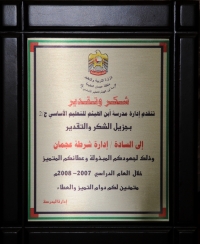 شكر وتقدير
تتقدم إدارة مدرسة ابن الهيثم للتعليم الأساسي ح2
بجزيل الشكر والتقدير
إلى السادة / إدارة شرطة عجمان
وذلك لجهودكم المبذولة وعطائكم المتميز
خلال العام الدراسي 2007-2008م
متمنين لكم دوام التميز والعطاء
إدارة المدرسة